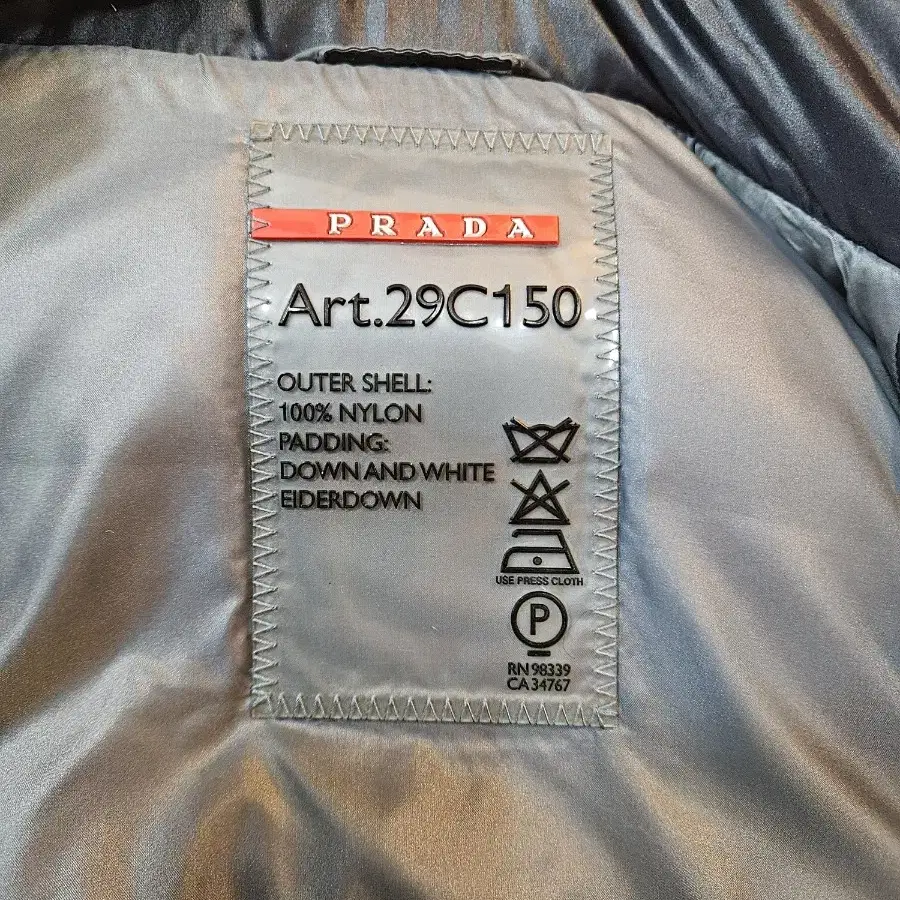 PRADA
Art.29C150
OUTER SHELL:
100% NYLON
PADDING:
DOWN AND WHITE
EIDERDOWN
USE PRESS CLOTH
P
RN 98339
CA 34767